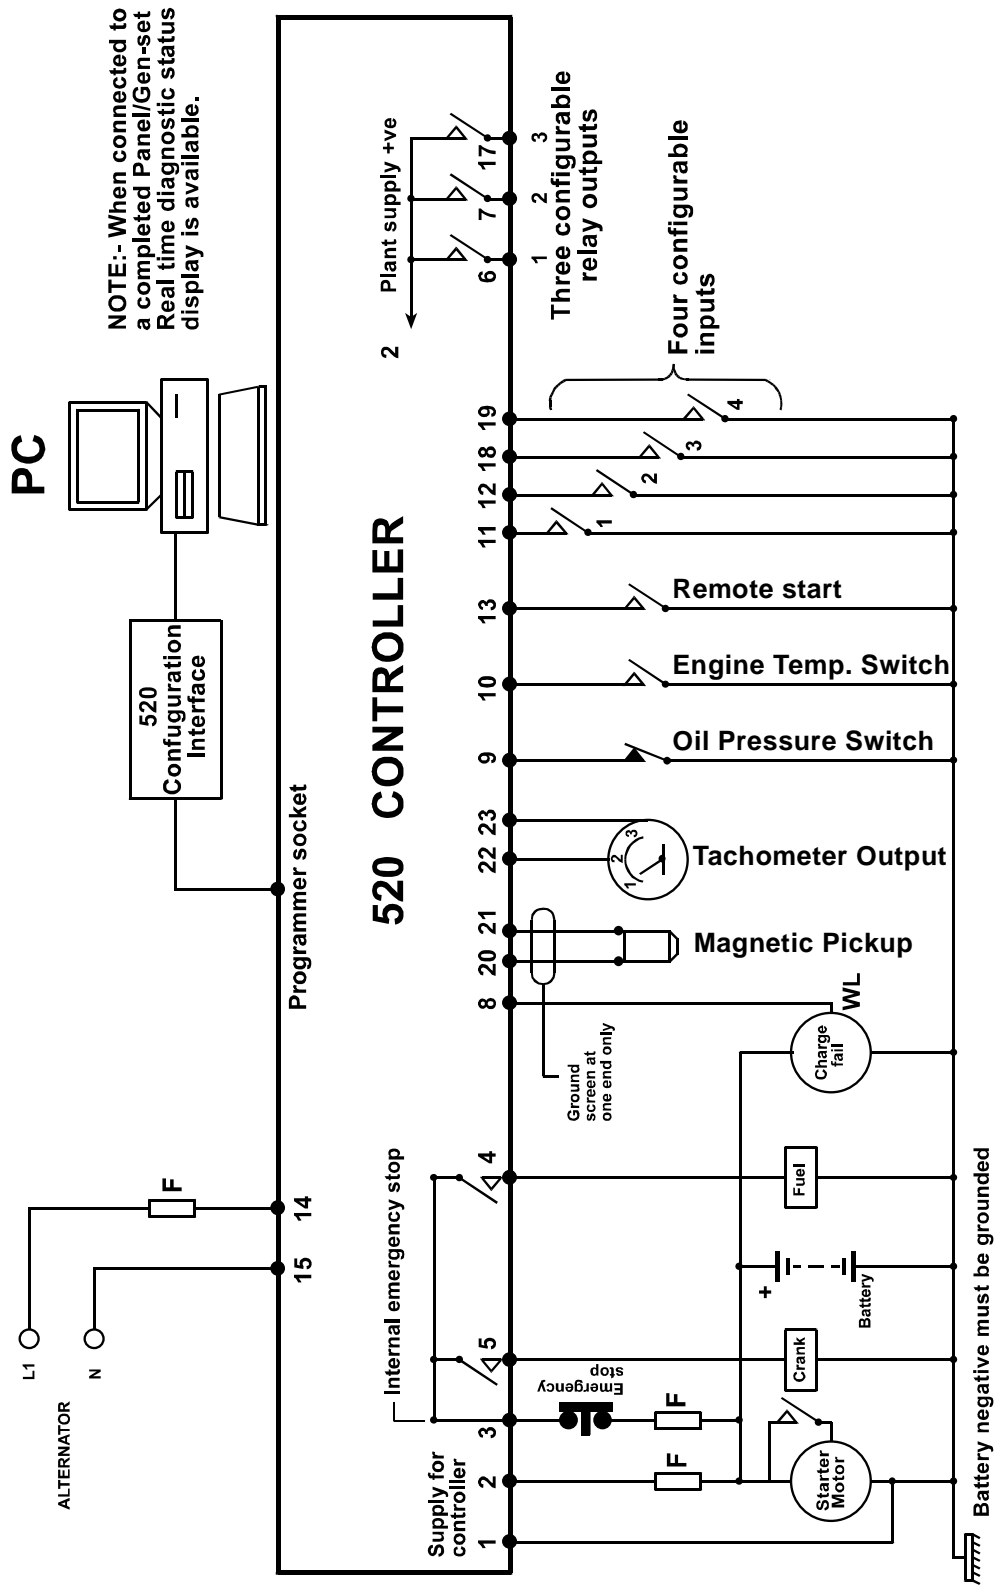 PC
NOTE:- When connected to
a completed Panel/Gen-set
Real time diagnostic status
display is available.
520
Confuguration
Interface
ALTERNATOR
L1
N
F
15
14
Programmer socket
520 CONTROLLER
Internal emergency stop
Plant supply +ve
2
Supply for
controller
1
2
3
5
4
8
20
21
22
23
9
10
13
11
12
18
19
6
7
17
1
2
3
Three configurable
relay outputs
Four configurable
inputs
1
2
3
4
Remote start
Engine Temp. Switch
Oil Pressure Switch
1
2
3
Tachometer Output
Magnetic Pickup
Ground
screen at
one end only
WL
Charge
fail
Emergency
stop
F
F
Fuel
+
Battery
Crank
Starter
Motor
Battery negative must be grounded